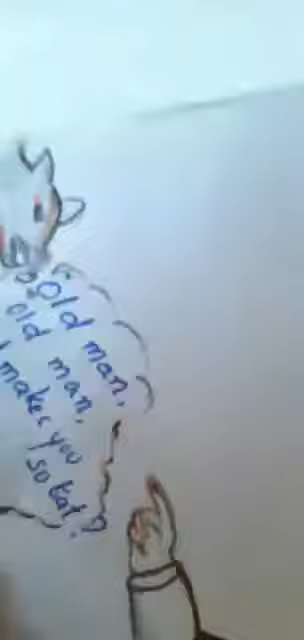 Old man,
old man,
makes you
so fat?